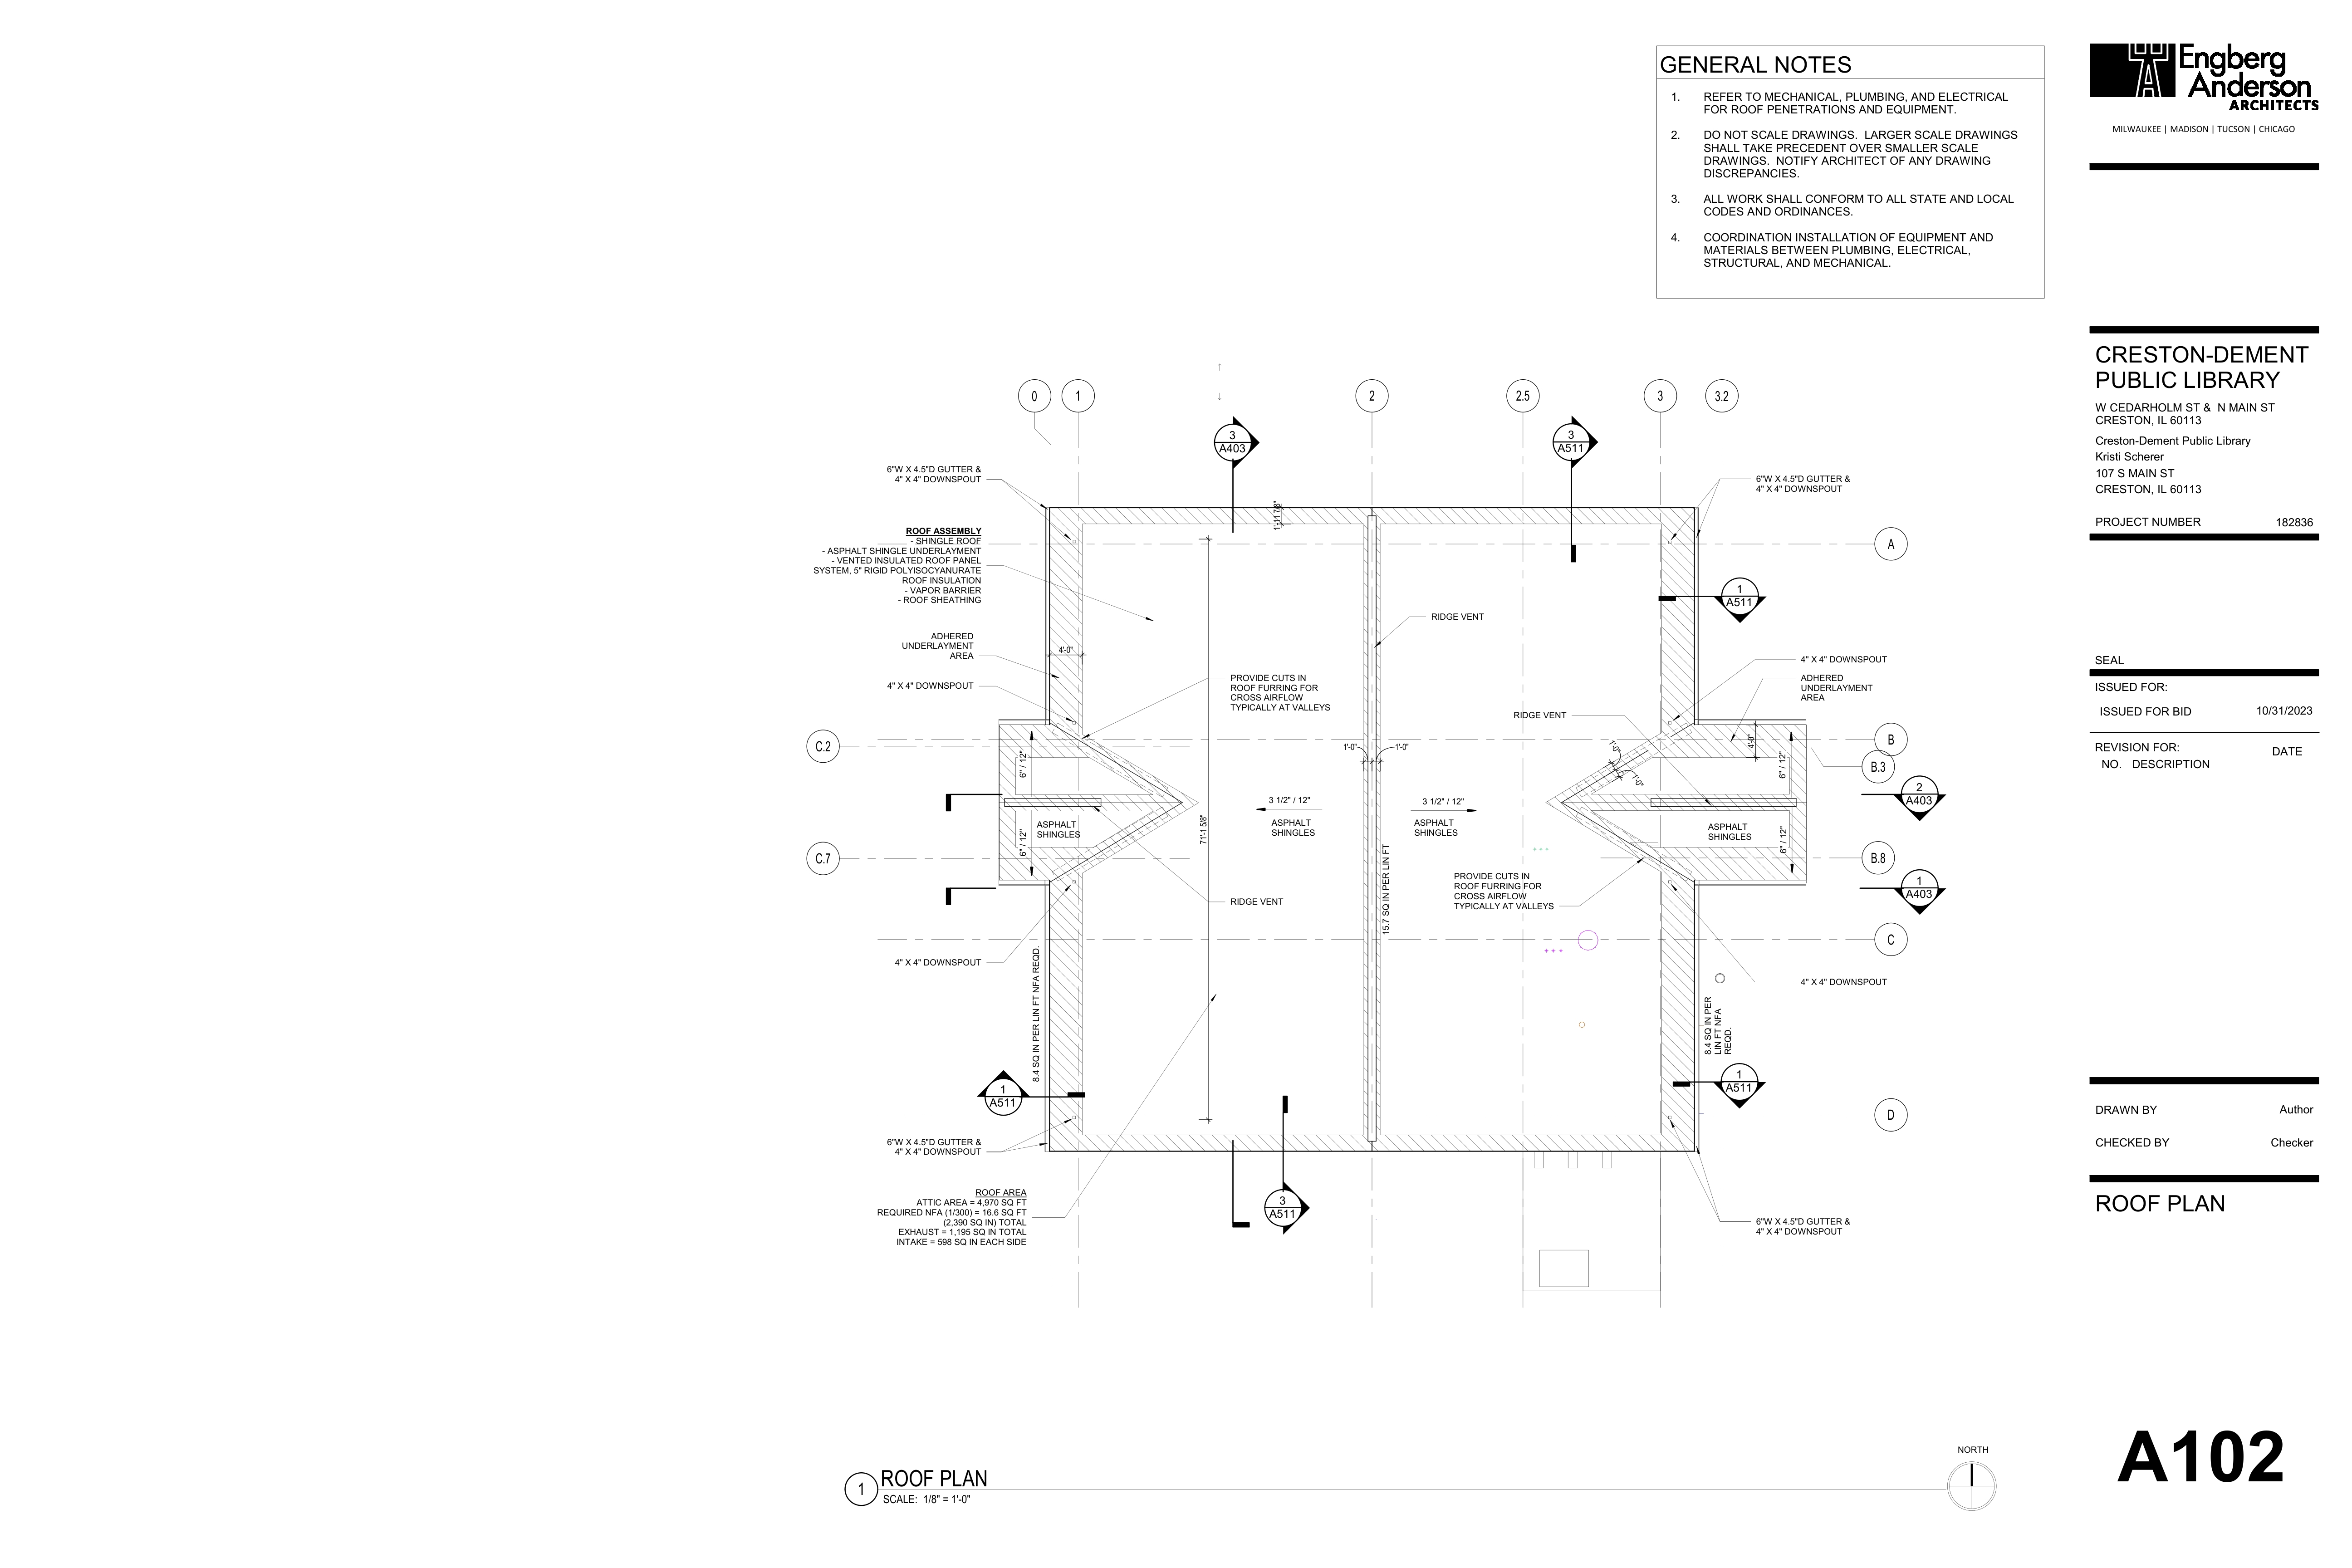 GENERAL NOTES
1. REFER TO MECHANICAL, PLUMBING, AND ELECTRICAL
FOR ROOF PENETRATIONS AND EQUIPMENT.
2. DO NOT SCALE DRAWINGS. LARGER SCALE DRAWINGS
SHALL TAKE PRECEDENT OVER SMALLER SCALE
DRAWINGS. NOTIFY ARCHITECT OF ANY DRAWING
DISCREPANCIES.
3. ALL WORK SHALL CONFORM TO ALL STATE AND LOCAL
CODES AND ORDINANCES.
4. COORDINATION INSTALLATION OF EQUIPMENT AND
MATERIALS BETWEEN PLUMBING, ELECTRICAL,
STRUCTURAL, AND MECHANICAL.
Engberg
Anderson
ARCHITECTS
MILWAUKEE | MADISON | TUCSON | CHICAGO
CRESTON-DEMENT
PUBLIC LIBRARY
W CEDARHOLM ST & N MAIN ST
CRESTON, IL 60113
Creston-Dement Public Library
Kristi Scherer
107 S MAIN ST
CRESTON, IL 60113
PROJECT NUMBER 182836
SEAL
ISSUED FOR:
ISSUED FOR BID 10/31/2023
REVISION FOR:
NO. DESCRIPTION DATE
DRAWN BY Author
CHECKED BY Checker
ROOF PLAN
A102
0
1
2
2.5
3
3.2
3
A403
3
A511
6"W X 4.5"D GUTTER &
4" X 4" DOWNSPOUT
6"W X 4.5"D GUTTER &
4" X 4" DOWNSPOUT
1'-11 7/8"
ROOF ASSEMBLY
- SHINGLE ROOF
- ASPHALT SHINGLE UNDERLAYMENT
- VENTED INSULATED ROOF PANEL
SYSTEM, 5" RIGID POLYISOCYANURATE
ROOF INSULATION
- VAPOR BARRIER
- ROOF SHEATHING
A
1
A511
RIDGE VENT
ADHERED
UNDERLAYMENT
AREA
4'-0"
4" X 4" DOWNSPOUT
4" X 4" DOWNSPOUT
PROVIDE CUTS IN
ROOF FURRING FOR
CROSS AIRFLOW
TYPICALLY AT VALLEYS
ADHERED
UNDERLAYMENT
AREA
RIDGE VENT
C.2
B
B.3
1'-0"
1'-0"
1'-0"
1'-0"
4'-0"
6" / 12"
6" / 12"
2
A403
3 1/2" / 12"
3 1/2" / 12"
ASPHALT
SHINGLES
ASPHALT
SHINGLES
ASPHALT
SHINGLES
ASPHALT
SHINGLES
71'-1 5/8"
6" / 12"
6" / 12"
C.7
B.8
15.7 SQ IN PER LIN FT
PROVIDE CUTS IN
ROOF FURRING FOR
CROSS AIRFLOW
TYPICALLY AT VALLEYS
1
A403
RIDGE VENT
C
4" X 4" DOWNSPOUT
4" X 4" DOWNSPOUT
8.4 SQ IN PER LIN FT NFA REQD.
8.4 SQ IN PER
LIN FT NFA
REQD.
1
A511
1
A511
D
6"W X 4.5"D GUTTER &
4" X 4" DOWNSPOUT
ROOF AREA
ATTIC AREA = 4,970 SQ FT
REQUIRED NFA (1/300) = 16.6 SQ FT
(2,390 SQ IN) TOTAL
EXHAUST = 1,195 SQ IN TOTAL
INTAKE = 598 SQ IN EACH SIDE
3
A511
6"W X 4.5"D GUTTER &
4" X 4" DOWNSPOUT
NORTH
1
ROOF PLAN
SCALE: 1/8" = 1'-0"